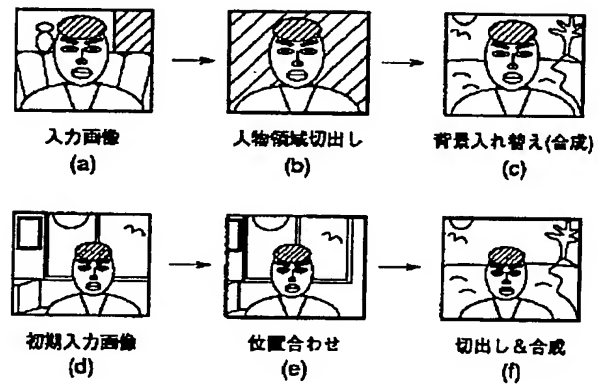 入力画像
(a)
人物領域切出し
(b)
背景入れ替え(合成)
(c)
初期入力画像
(d)
位置合わせ
(e)
切出し&合成
(f)